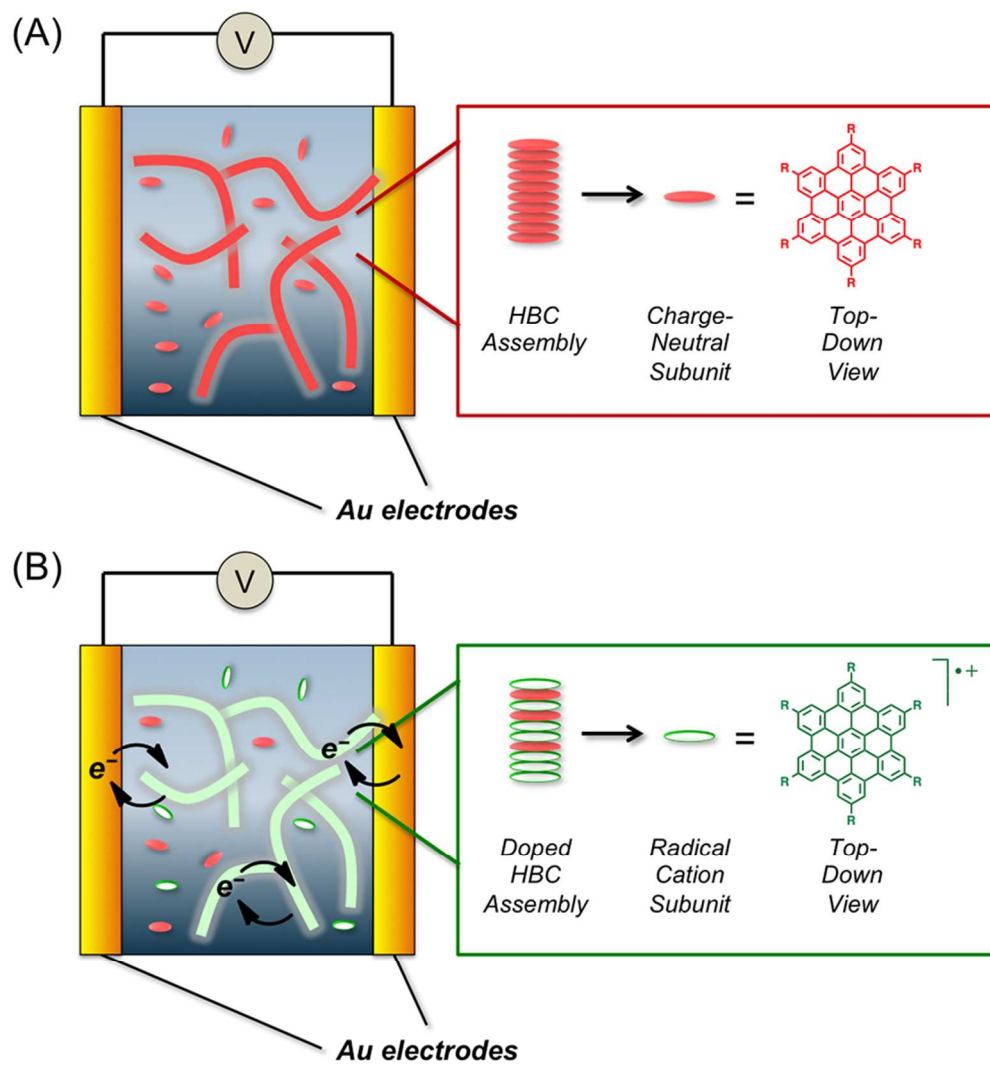 (A)
V
R
R R
R R
R
=
HBC Assembly
Charge-Neutral Subunit
Top-Down View
Au electrodes
(B)
V
•+
R
R R
e⁻ e⁻
=
R R
R
e⁻
Doped HBC Assembly
Radical Cation Subunit
Top-Down View
Au electrodes